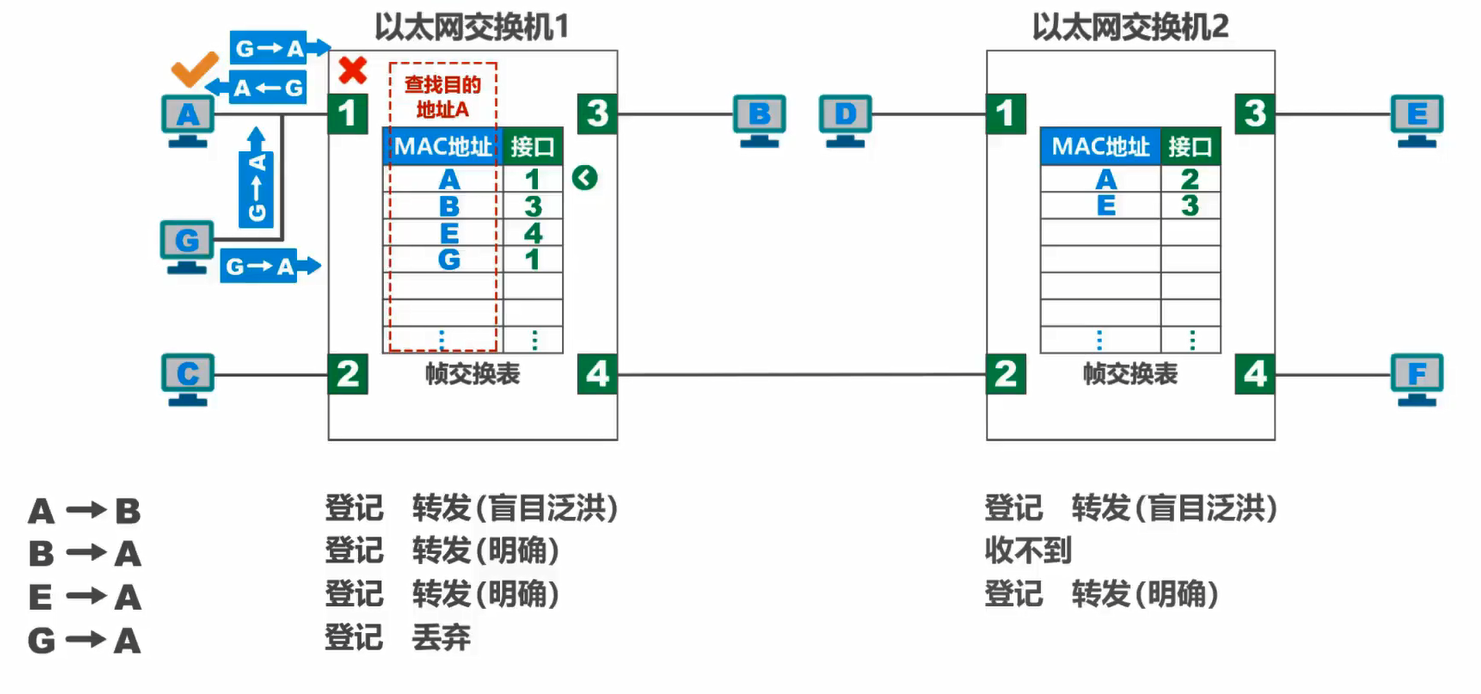 以太网交换机1 以太网交换机2
G→A
A←G
查找目的
地址A
A 1 3 B D 1 3 E
MAC地址 接口 MAC地址 接口
A 1 A 2
B 3 E 3
E 4
G 1
G→A
G
G→A
⋮ ⋮ ⋮ ⋮
C 2 帧交换表 4 2 帧交换表 4 F
A → B 登记 转发(盲目泛洪) 登记 转发(盲目泛洪)
B → A 登记 转发(明确) 收不到
E → A 登记 转发(明确) 登记 转发(明确)
G → A 登记 丢弃